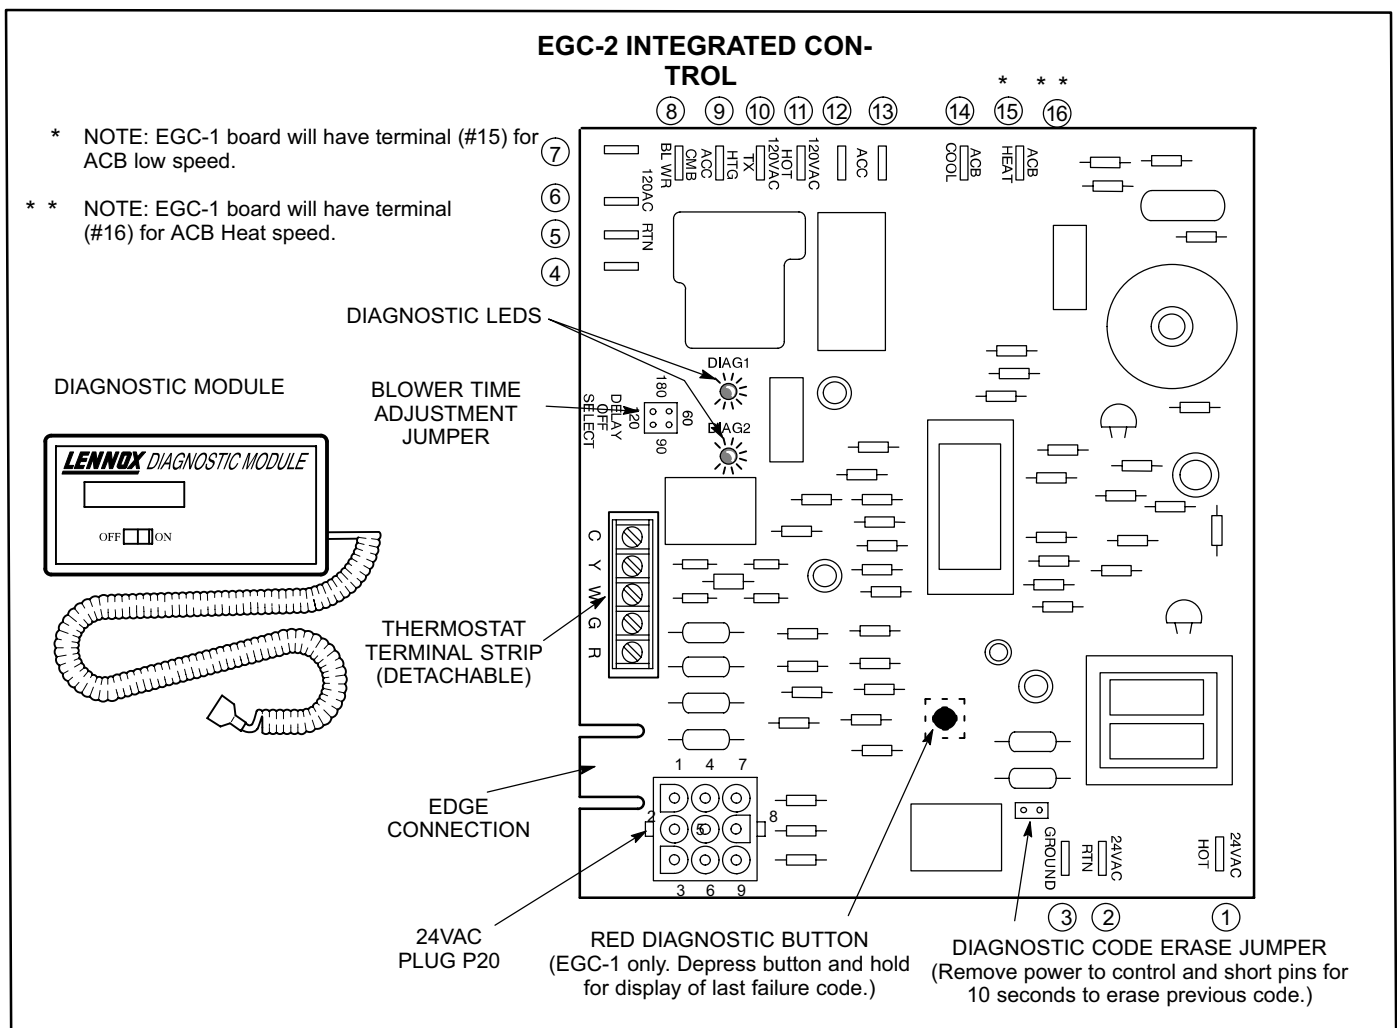 EGC-2 INTEGRATED CON-
TROL
* ** 
8 9 10 11 12 13 14 15 16
* NOTE: EGC-1 board will have terminal (#15) for
ACB low speed.
* * NOTE: EGC-1 board will have terminal
(#16) for ACB Heat speed.
7
6
5
4
120AC
RTN
BL WR
CMB
ACC
HTG
TX
120VAC
HOT
120VAC
ACC
COOL
ACB
HEAT
ACB
DIAGNOSTIC LEDS
DIAG1
DIAG2
BLOWER TIME
ADJUSTMENT
JUMPER
SELECT
OFF
DELAY
180
120
60
90
DIAGNOSTIC MODULE
LENNOX DIAGNOSTIC MODULE
OFF ON
C
Y
W
G
R
THERMOSTAT
TERMINAL STRIP
(DETACHABLE)
EDGE
CONNECTION
1 4 7
2 5 8
3 6 9
24VAC
PLUG P20
GROUND
RTN
24VAC
HOT
24VAC
3 2 1
RED DIAGNOSTIC BUTTON
(EGC-1 only. Depress button and hold
for display of last failure code.)
DIAGNOSTIC CODE ERASE JUMPER
(Remove power to control and short pins for
10 seconds to erase previous code.)